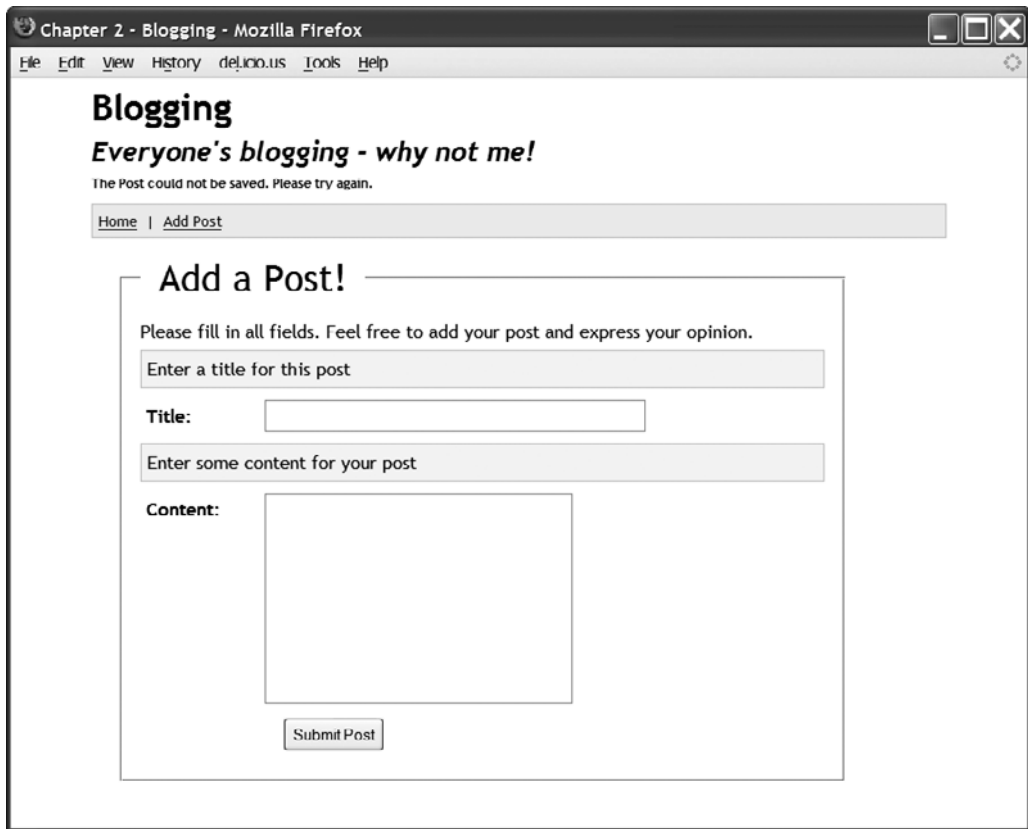 Chapter 2 - Blogging - Mozilla Firefox
File Edit View History del.icio.us Tools Help
Blogging
Everyone's blogging - why not me!
The Post could not be saved. Please try again.
Home | Add Post
Add a Post!
Please fill in all fields. Feel free to add your post and express your opinion.
Enter a title for this post
Title:
Enter some content for your post
Content:
Submit Post